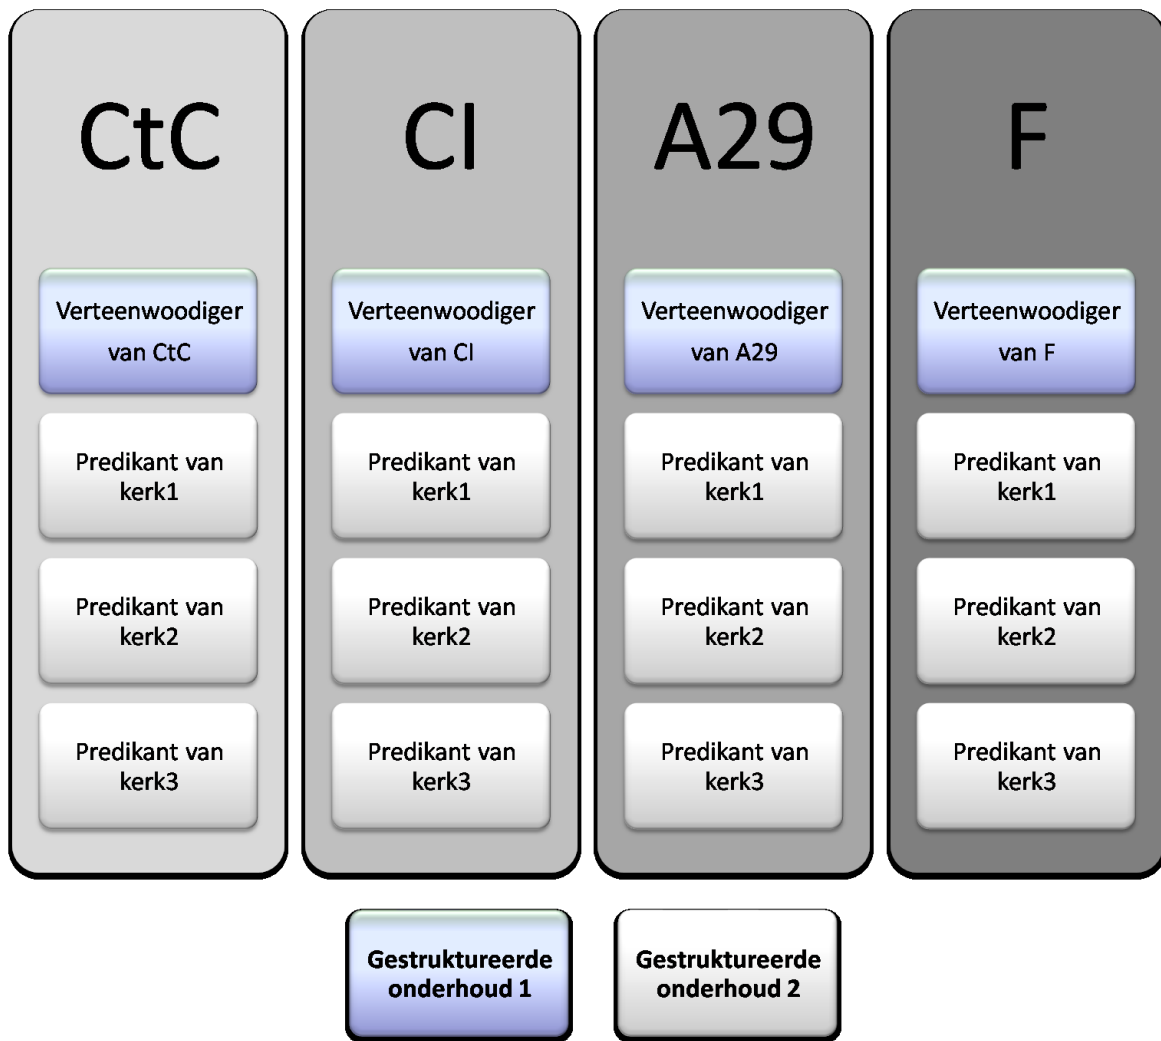 CtC
CI
A29
F
Verteenwoodiger
van CtC
Verteenwoodiger
van CI
Verteenwoodiger
van A29
Verteenwoodiger
van F
Predikant van
kerk1
Predikant van
kerk1
Predikant van
kerk1
Predikant van
kerk1
Predikant van
kerk2
Predikant van
kerk2
Predikant van
kerk2
Predikant van
kerk2
Predikant van
kerk3
Predikant van
kerk3
Predikant van
kerk3
Predikant van
kerk3
Gestruktureerde
onderhoud 1
Gestruktureerde
onderhoud 2